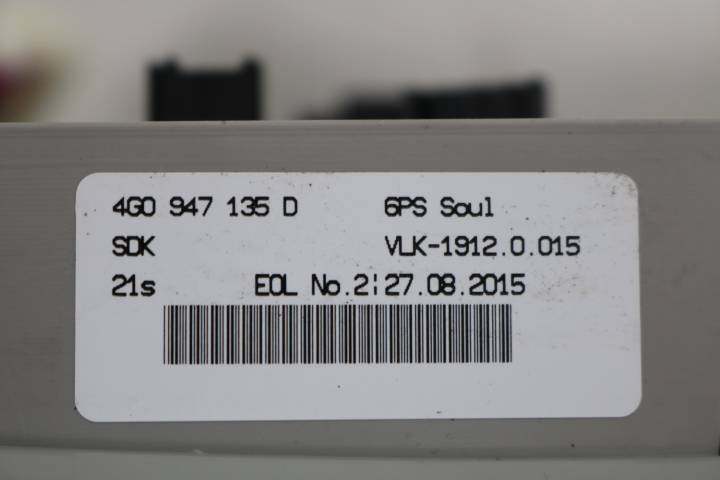 4G0 947 135 D 6PS Soul
SDK VLK-1912.0.015
21s EOL No.2 27.08.2015